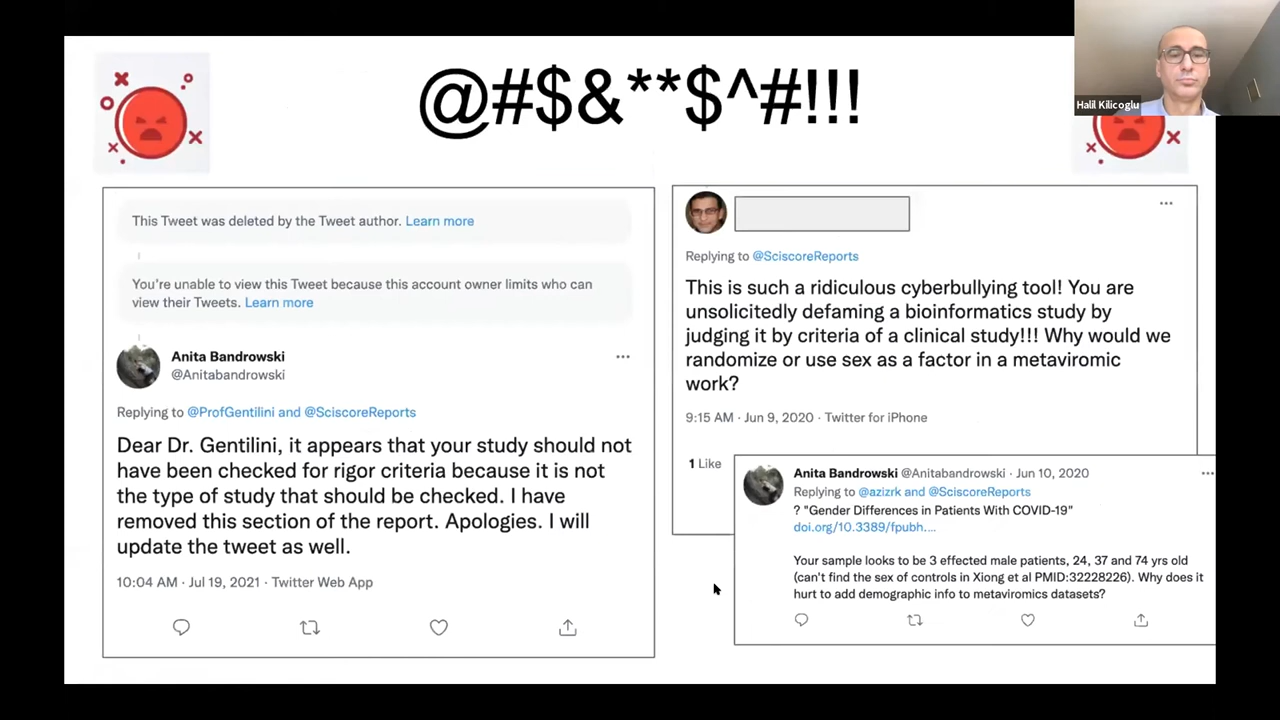 @#$&**$^#!!!
Halil Kilicoglu
This Tweet was deleted by the Tweet author. Learn more
You're unable to view this Tweet because this account owner limits who can
view their Tweets. Learn more
Anita Bandrowski
@Anitabandrowski
Replying to @ProfGentilini and @SciscoreReports
Dear Dr. Gentilini, it appears that your study should not
have been checked for rigor criteria because it is not
the type of study that should be checked. I have
removed this section of the report. Apologies. I will
update the tweet as well.
10:04 AM · Jul 19, 2021 · Twitter Web App
Replying to @SciscoreReports
This is such a ridiculous cyberbullying tool! You are
unsolicitedly defaming a bioinformatics study by
judging it by criteria of a clinical study!!! Why would we
randomize or use sex as a factor in a metaviromic
work?
9:15 AM · Jun 9, 2020 · Twitter for iPhone
1 Like
Anita Bandrowski @Anitabandrowski · Jun 10, 2020
Replying to @azizrk and @SciscoreReports
? "Gender Differences in Patients With COVID-19"
doi.org/10.3389/fpubh....
Your sample looks to be 3 effected male patients, 24, 37 and 74 yrs old
(can't find the sex of controls in Xiong et al PMID:32228226). Why does it
hurt to add demographic info to metaviromics datasets?